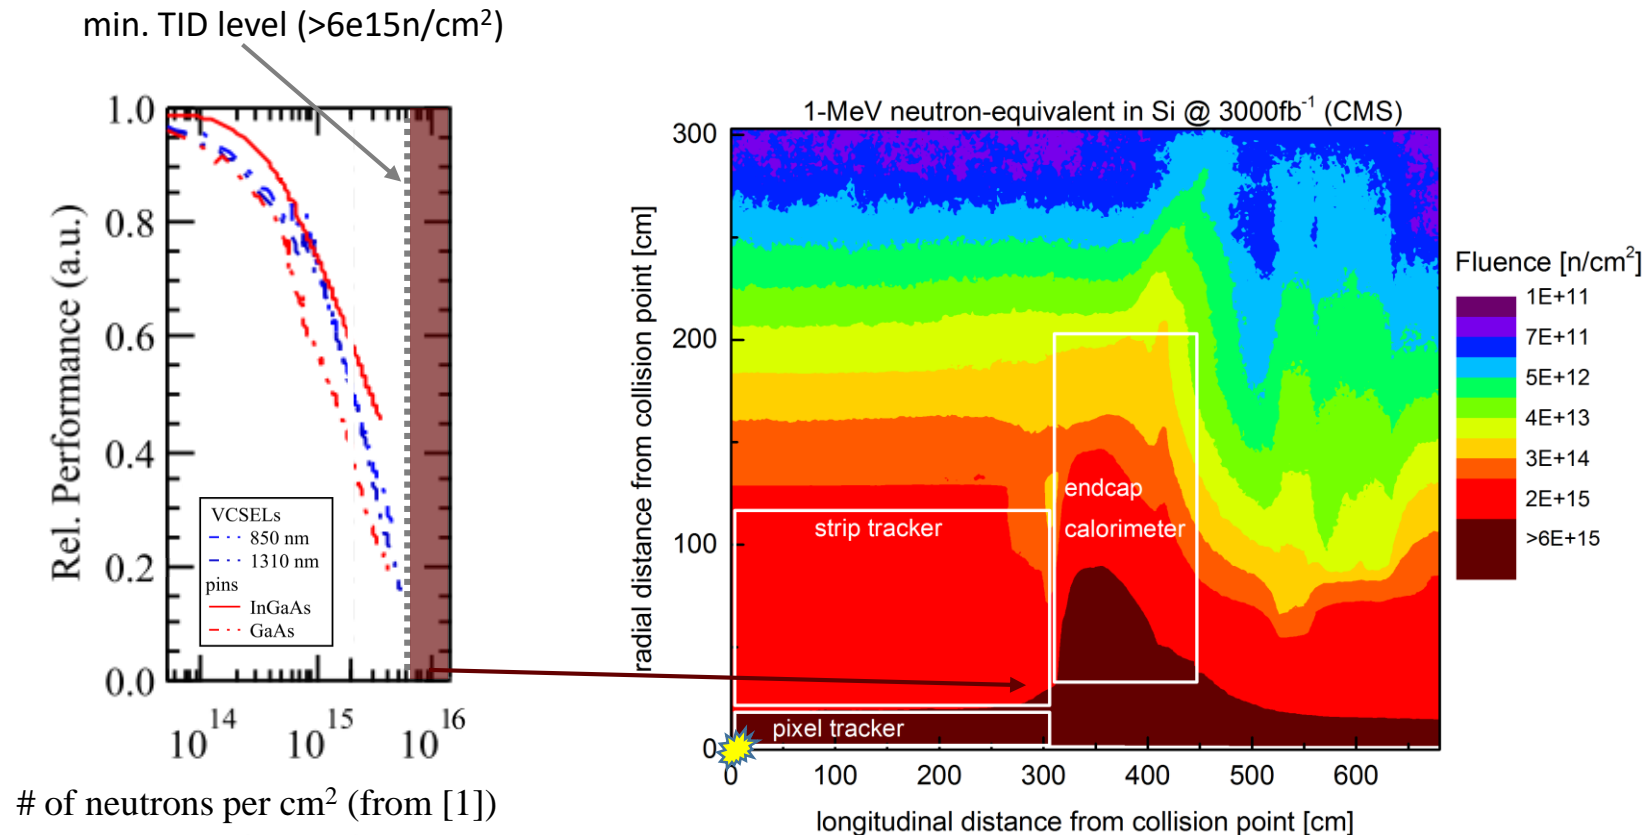 min. TID level (>6e15n/cm²)
1.0
0.8
0.6
0.4
0.2
0.0
Rel. Performance (a.u.)
VCSELs
850 nm
1310 nm
pins
InGaAs
GaAs
10¹⁴ 10¹⁵ 10¹⁶
# of neutrons per cm² (from [1])
1-MeV neutron-equivalent in Si @ 3000fb⁻¹ (CMS)
300
200
100
0
radial distance from collision point [cm]
strip tracker
endcap
calorimeter
pixel tracker
0 100 200 300 400 500 600
longitudinal distance from collision point [cm]
Fluence [n/cm²]
1E+11
7E+11
5E+12
4E+13
3E+14
2E+15
>6E+15